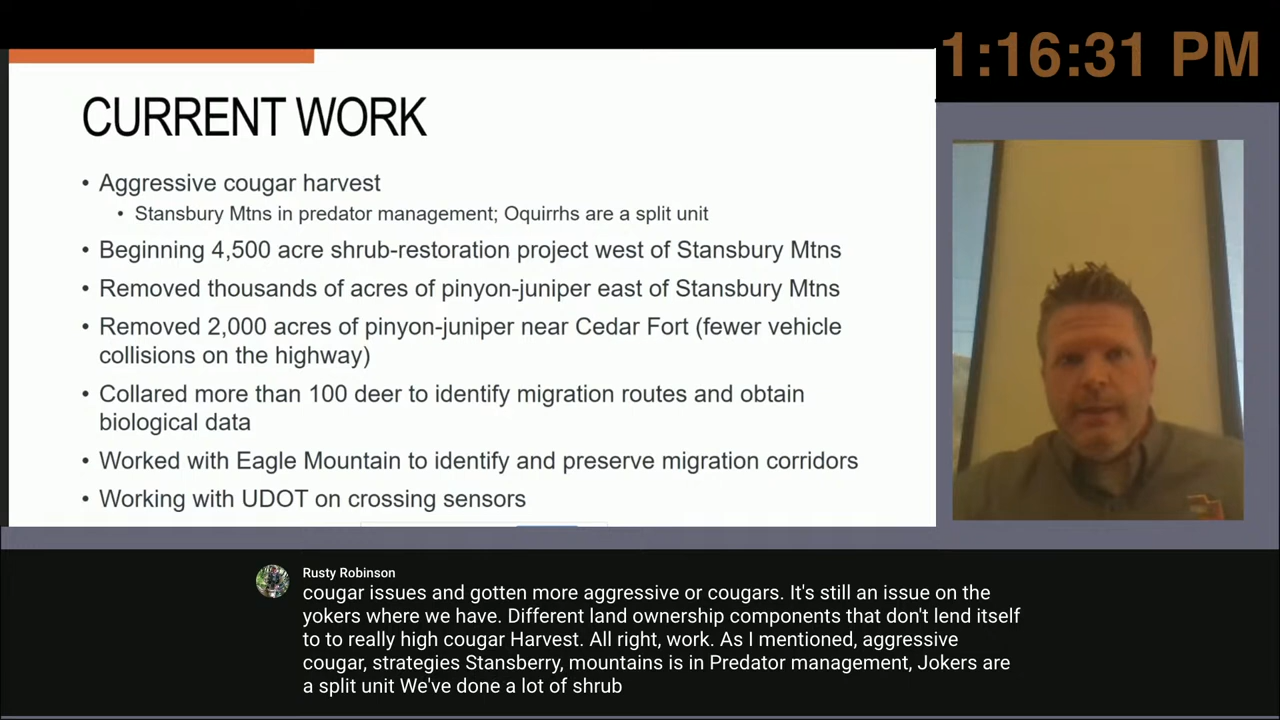 1:16:31 PM
CURRENT WORK
• Aggressive cougar harvest
• Stansbury Mtns in predator management; Oquirrhs are a split unit
• Beginning 4,500 acre shrub-restoration project west of Stansbury Mtns
• Removed thousands of acres of pinyon-juniper east of Stansbury Mtns
• Removed 2,000 acres of pinyon-juniper near Cedar Fort (fewer vehicle
collisions on the highway)
• Collared more than 100 deer to identify migration routes and obtain
biological data
• Worked with Eagle Mountain to identify and preserve migration corridors
• Working with UDOT on crossing sensors
Rusty Robinson
cougar issues and gotten more aggressive or cougars. It's still an issue on the
yokers where we have. Different land ownership components that don't lend itself
to to really high cougar Harvest. All right, work. As I mentioned, aggressive
cougar, strategies Stansberry, mountains is in Predator management, Jokers are
a split unit We've done a lot of shrub